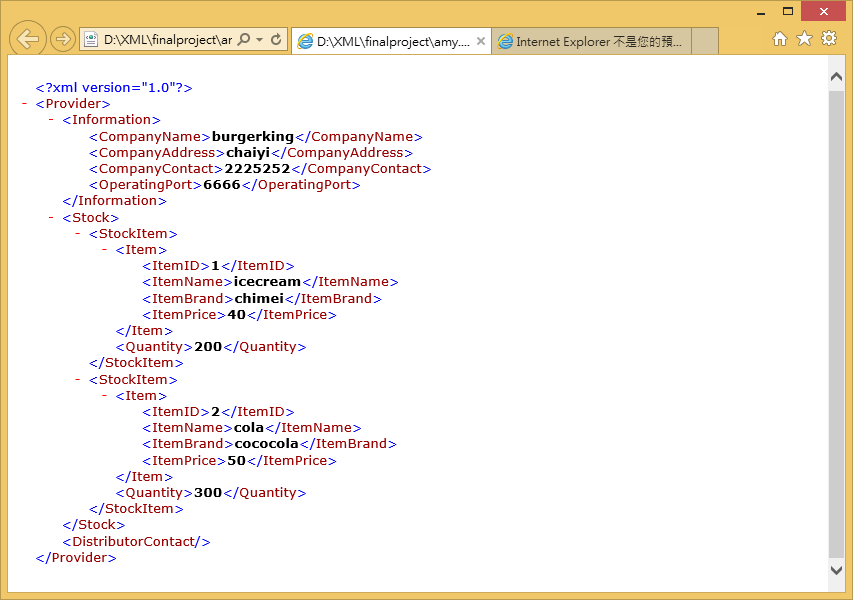 D:\XML\finalproject\ar
D:\XML\finalproject\amy....
Internet Explorer 不是您的預...
<?xml version="1.0"?>
- <Provider>
- <Information>
<CompanyName>burgerking</CompanyName>
<CompanyAddress>chaiyi</CompanyAddress>
<CompanyContact>2225252</CompanyContact>
<OperatingPort>6666</OperatingPort>
</Information>
- <Stock>
- <StockItem>
- <Item>
<ItemID>1</ItemID>
<ItemName>icecream</ItemName>
<ItemBrand>chimei</ItemBrand>
<ItemPrice>40</ItemPrice>
</Item>
<Quantity>200</Quantity>
</StockItem>
- <StockItem>
- <Item>
<ItemID>2</ItemID>
<ItemName>cola</ItemName>
<ItemBrand>cococola</ItemBrand>
<ItemPrice>50</ItemPrice>
</Item>
<Quantity>300</Quantity>
</StockItem>
</Stock>
<DistributorContact/>
</Provider>